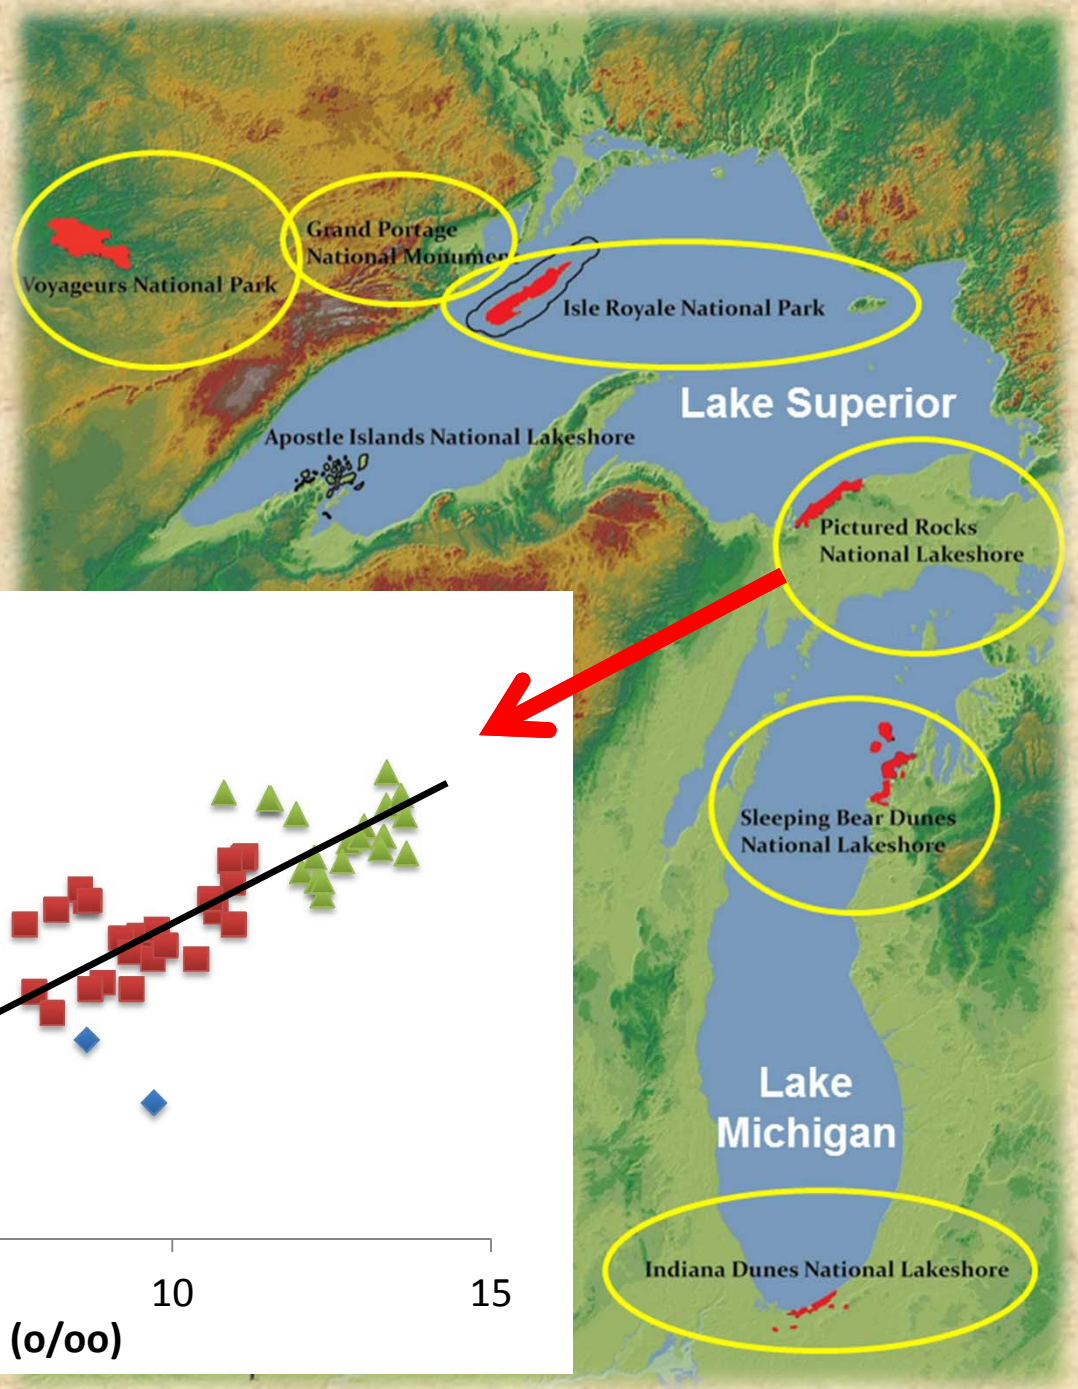 Grand Portage
National Monumen
Voyageurs National Park
Isle Royale National Park
Lake Superior
Apostle Islands National Lakeshore
Pictured Rocks
National Lakeshore
Sleeping Bear Dunes
National Lakeshore
Lake
Michigan
Indiana Dunes National Lakeshore
10
15
(o/oo)